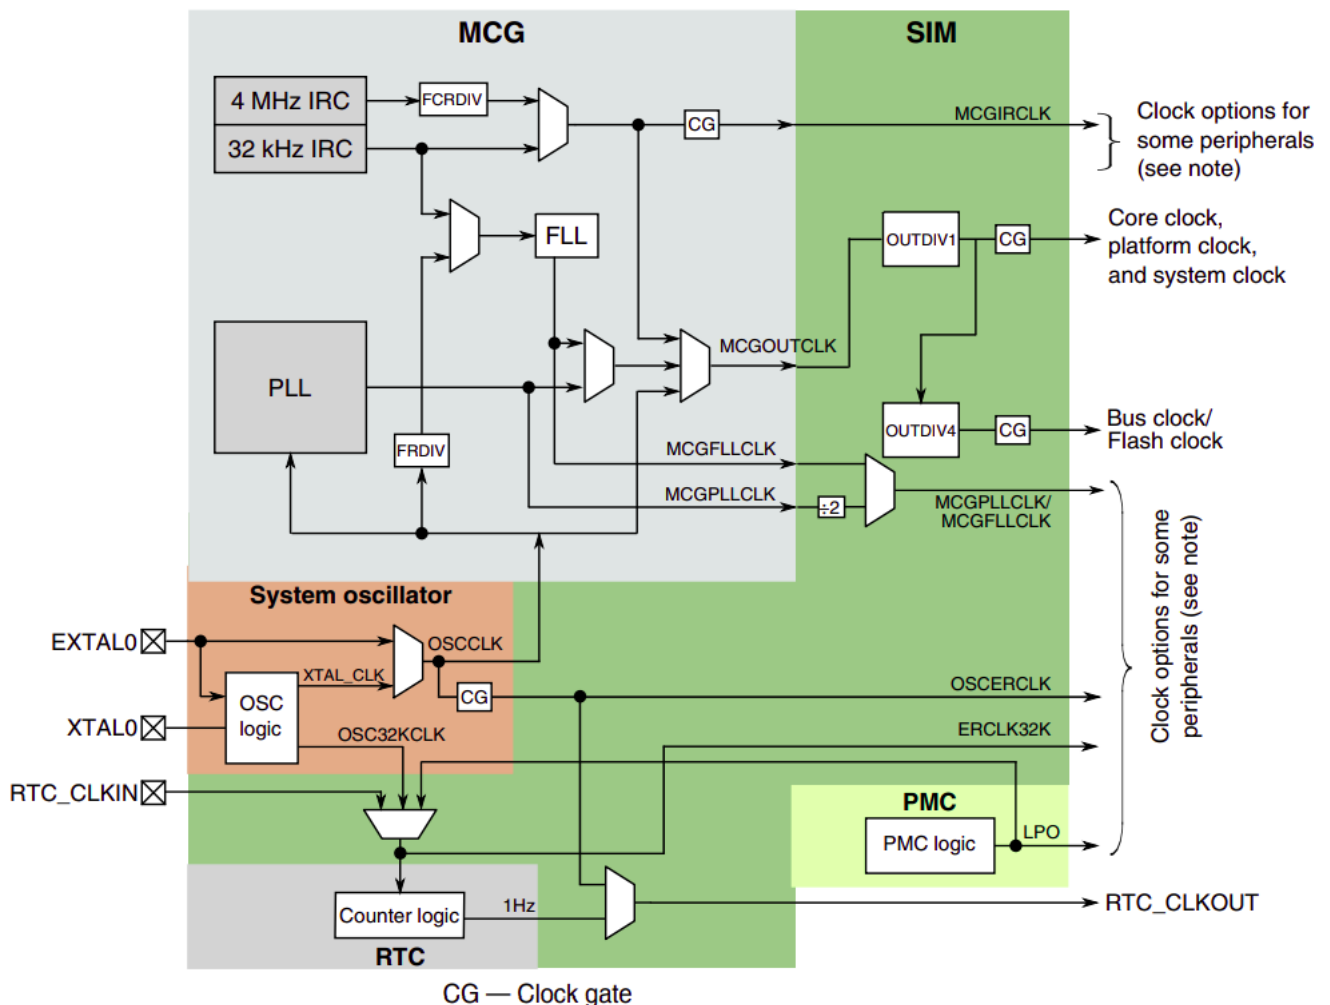 MCG
SIM
4 MHz IRC
FCRDIV
32 kHz IRC
CG
MCGIRCLK
Clock options for
some peripherals
(see note)
FLL
OUTDIV1
CG
Core clock,
platform clock,
and system clock
PLL
MCGOUTCLK
FRDIV
OUTDIV4
CG
Bus clock/
Flash clock
MCGFLLCLK
MCGPLLCLK
÷2
MCGPLLCLK/
MCGFLLCLK
Clock options for some
peripherals (see note)
System oscillator
EXTAL0
OSCCLK
XTAL_CLK
CG
OSCERCLK
OSC
logic
XTAL0
OSC32KCLK
ERCLK32K
RTC_CLKIN
PMC
PMC logic
LPO
Counter logic
1Hz
RTC_CLKOUT
RTC
CG — Clock gate